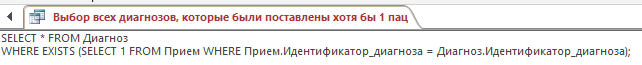 Выбор всех диагнозов, которые были поставлены хотя бы 1 пац
SELECT * FROM Диагноз
WHERE EXISTS (SELECT 1 FROM Прием WHERE Прием.Идентификатор_диагноза = Диагноз.Идентификатор_диагноза);